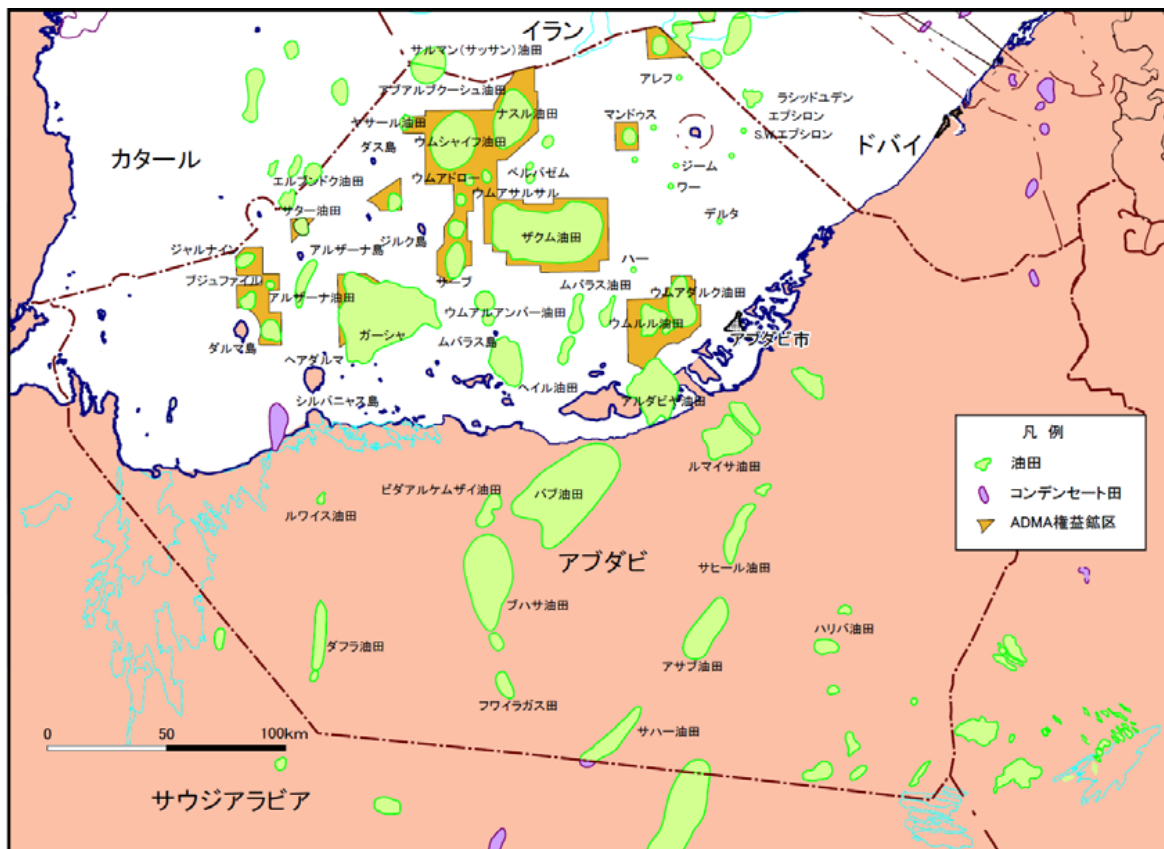 イラン
サルマン(サッサン)油田
アレフ
アブアルブクーシュ油田
ラシッドユデン
ナスル油田
マンドゥス
エプシロン
ヤサール油田
S.W.エプシロン
ウムシャイフ油田
ドバイ
カタール
ダス島
ベルバゼム
ジーム
エルブンドク油田
ウムアドロー
ワー
ウムアサルサル
サター油田
デルタ
ザクム油田
ジルク島
アルザーナ島
ジャルナイン
ハー
サーブ
ブジュファイル
ムバラス油田
ウムアダルク油田
アルザーナ油田
ウムアルアンバー油田
ウムルル油田
ガーシャ
アブダビ市
ムバラス島
ダルマ島
ヘアダルマ
ヘイル油田
シルバニャス島
アルダビヤ油田
凡 例
油田
コンデンセート田
ADMA権益鉱区
ルマイサ油田
ビダアルケムザイ油田
バブ油田
ルワイス油田
アブダビ
サヒール油田
ブハサ油田
ハリバ油田
ダフラ油田
アサブ油田
フワイラガス田
サハー油田
0 50 100km
サウジアラビア